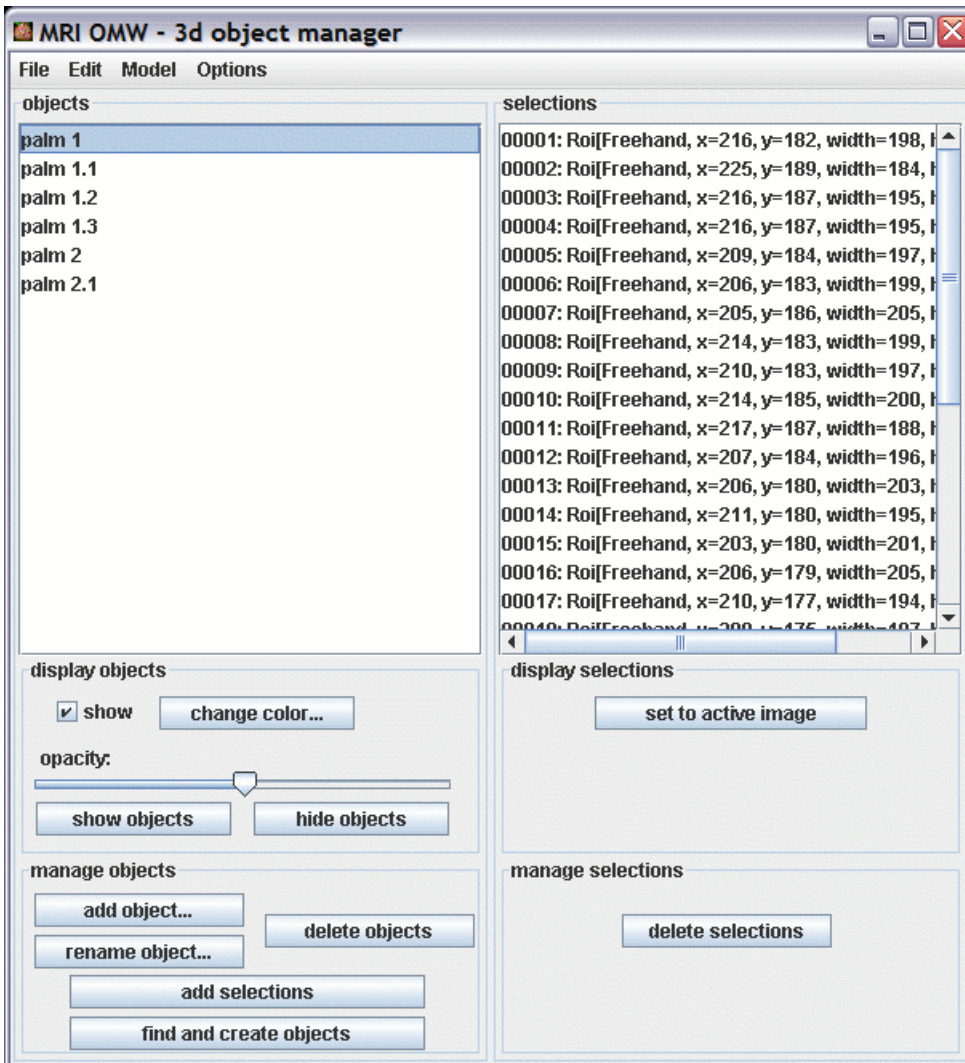 MRI OMW - 3d object manager
File Edit Model Options
objects
palm 1
palm 1.1
palm 1.2
palm 1.3
palm 2
palm 2.1
selections
00001: Roi[Freehand, x=216, y=182, width=198, h
00002: Roi[Freehand, x=225, y=189, width=184, h
00003: Roi[Freehand, x=216, y=187, width=195, h
00004: Roi[Freehand, x=216, y=187, width=195, h
00005: Roi[Freehand, x=209, y=184, width=197, h
00006: Roi[Freehand, x=206, y=183, width=199, h
00007: Roi[Freehand, x=205, y=186, width=205, h
00008: Roi[Freehand, x=214, y=183, width=199, h
00009: Roi[Freehand, x=210, y=183, width=197, h
00010: Roi[Freehand, x=214, y=185, width=200, h
00011: Roi[Freehand, x=217, y=187, width=188, h
00012: Roi[Freehand, x=207, y=184, width=196, h
00013: Roi[Freehand, x=206, y=180, width=203, h
00014: Roi[Freehand, x=211, y=180, width=195, h
00015: Roi[Freehand, x=203, y=180, width=201, h
00016: Roi[Freehand, x=206, y=179, width=205, h
00017: Roi[Freehand, x=210, y=177, width=194, h
display objects
show
change color...
opacity:
show objects
hide objects
display selections
set to active image
manage objects
add object...
delete objects
rename object...
add selections
find and create objects
manage selections
delete selections